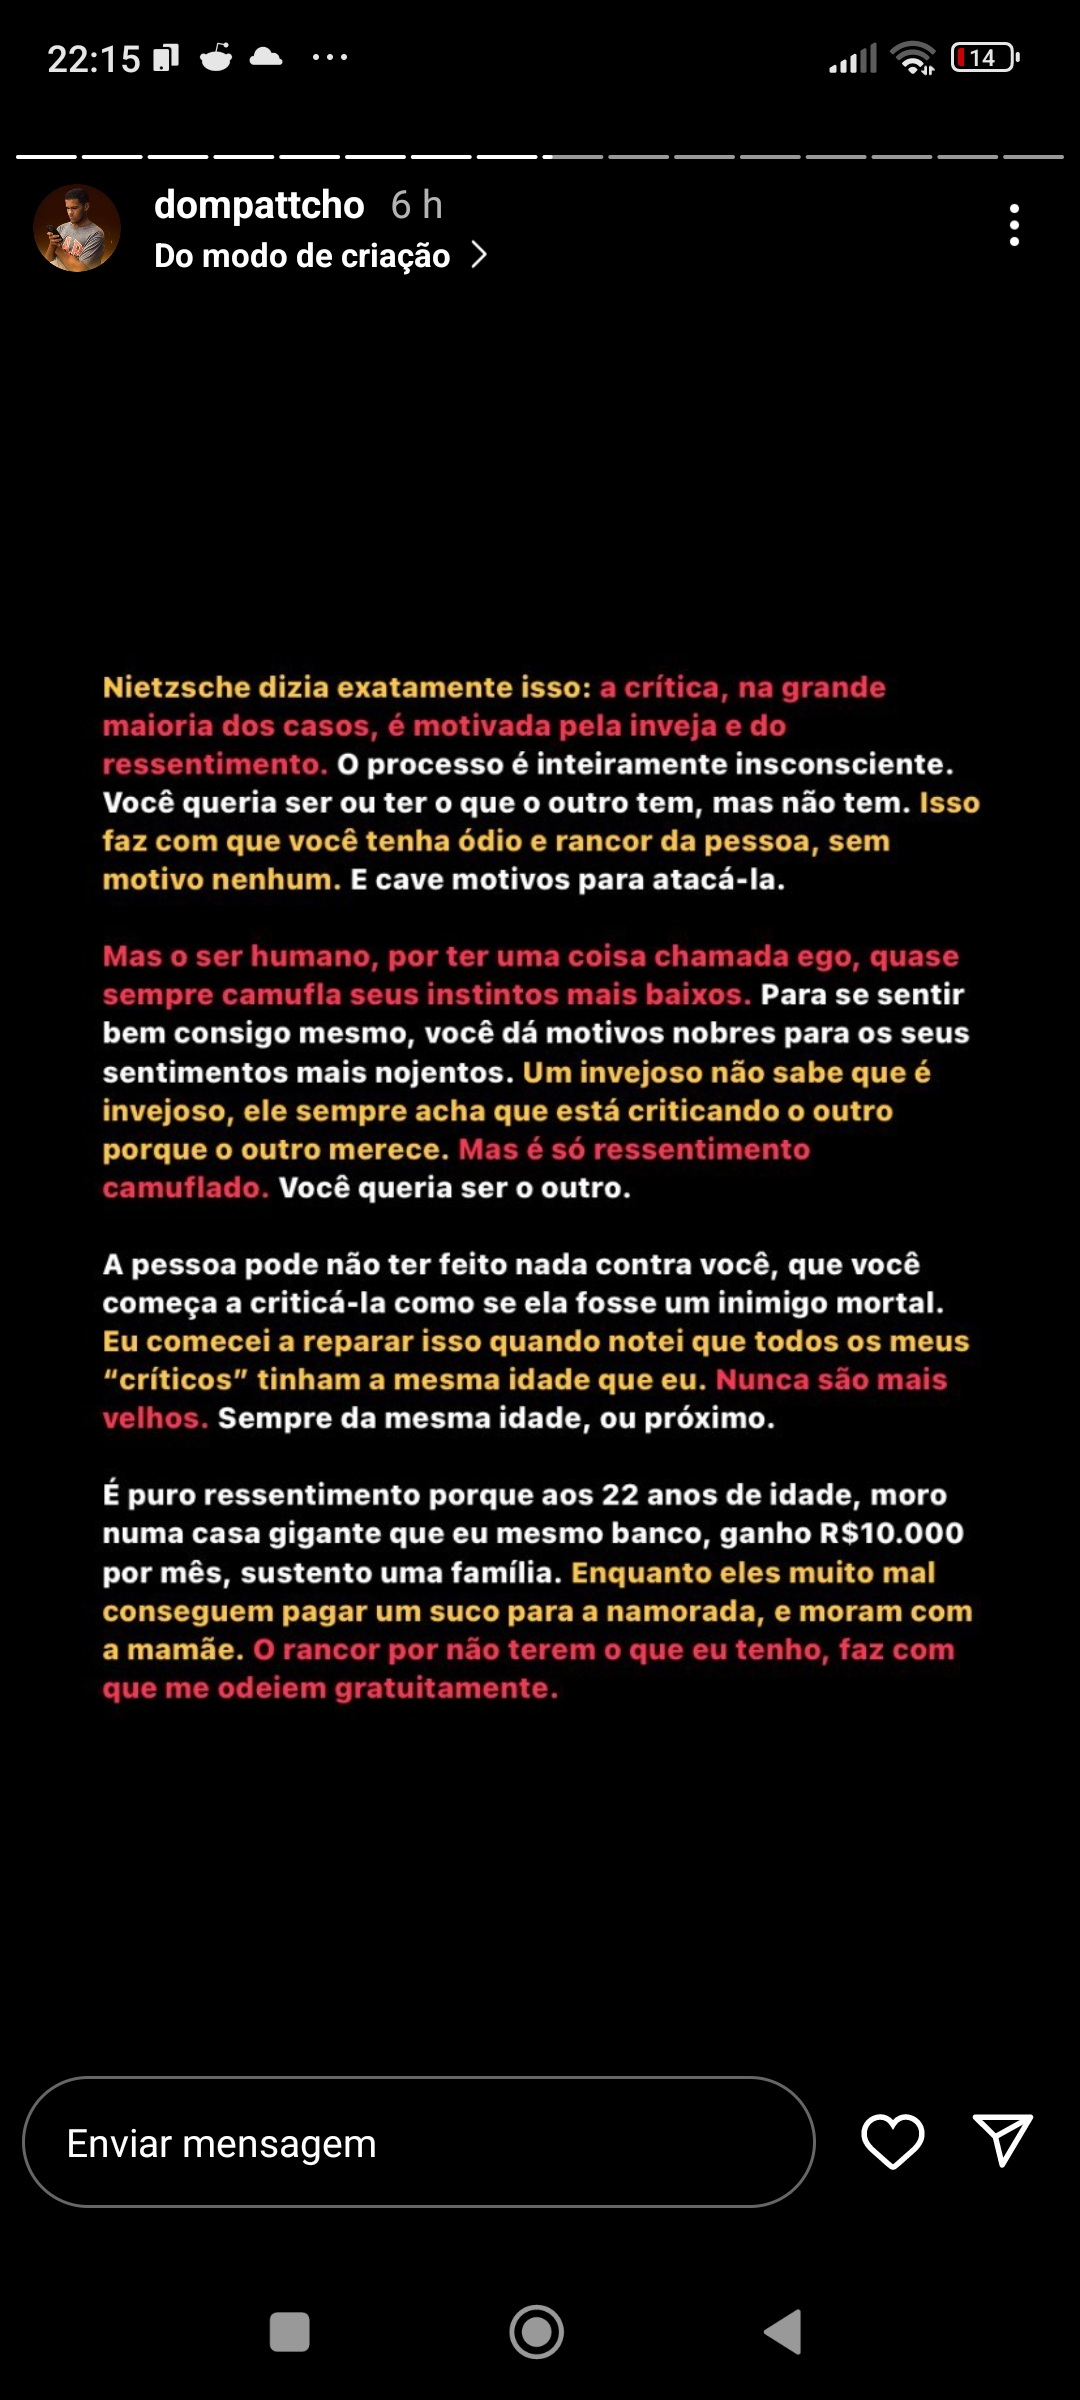 22:15
14
dompattcho 6 h
Do modo de criação
Nietzsche dizia exatamente isso: a crítica, na grande
maioria dos casos, é motivada pela inveja e do
ressentimento. O processo é inteiramente insconsciente.
Você queria ser ou ter o que o outro tem, mas não tem. Isso
faz com que você tenha ódio e rancor da pessoa, sem
motivo nenhum. E cave motivos para atacá-la.
Mas o ser humano, por ter uma coisa chamada ego, quase
sempre camufla seus instintos mais baixos. Para se sentir
bem consigo mesmo, você dá motivos nobres para os seus
sentimentos mais nojentos. Um invejoso não sabe que é
invejoso, ele sempre acha que está criticando o outro
porque o outro merece. Mas é só ressentimento
camuflado. Você queria ser o outro.
A pessoa pode não ter feito nada contra você, que você
começa a criticá-la como se ela fosse um inimigo mortal.
Eu comecei a reparar isso quando notei que todos os meus
“críticos” tinham a mesma idade que eu. Nunca são mais
velhos. Sempre da mesma idade, ou próximo.
É puro ressentimento porque aos 22 anos de idade, moro
numa casa gigante que eu mesmo banco, ganho R$10.000
por mês, sustento uma família. Enquanto eles muito mal
conseguem pagar um suco para a namorada, e moram com
a mamãe. O rancor por não terem o que eu tenho, faz com
que me odeiem gratuitamente.
Enviar mensagem